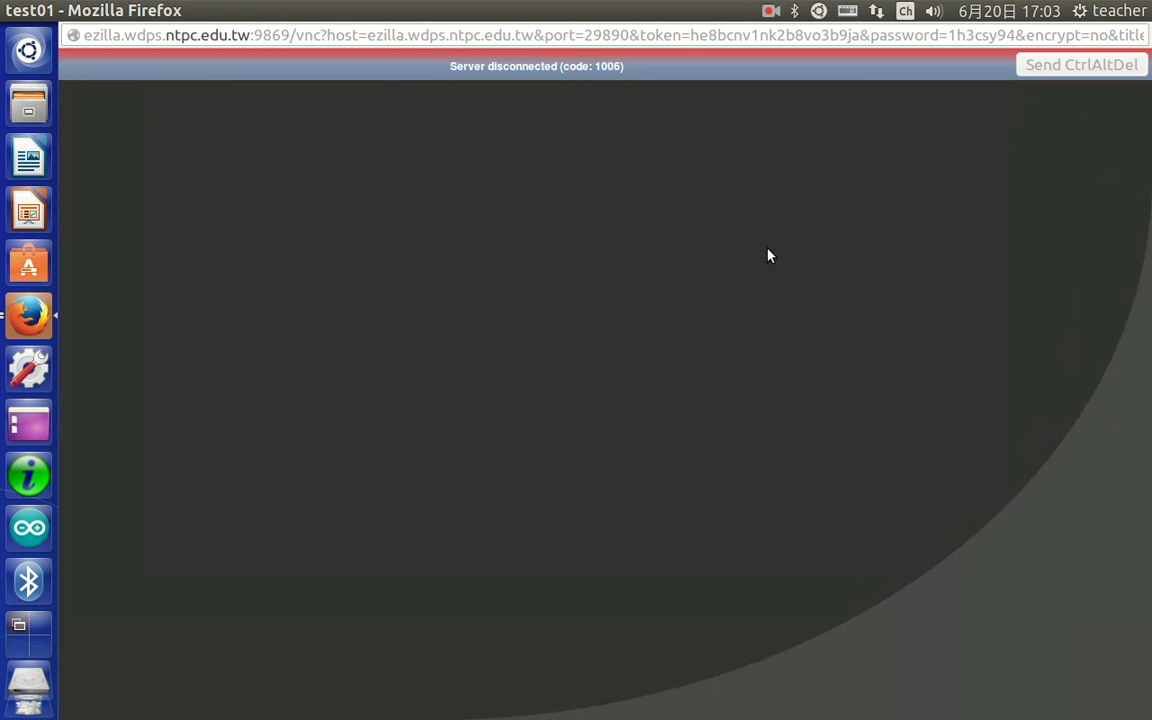 test01 - Mozilla Firefox
Ch
6月20日 17:03
teacher
ezilla.wdps.ntpc.edu.tw:9869/vnc?host=ezilla.wdps.ntpc.edu.tw&port=29890&token=he8bcnv1nk2b8vo3b9ja&password=1h3csy94&encrypt=no&title
Server disconnected (code: 1006)
Send CtrlAltDel